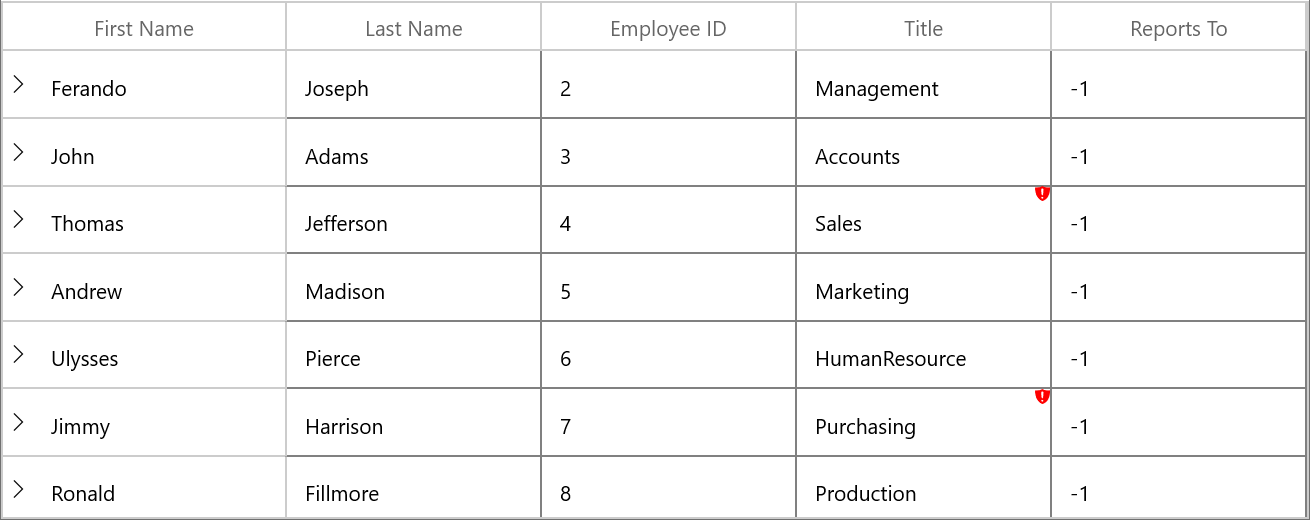 First Name Last Name Employee ID Title Reports To
Ferando Joseph 2 Management -1
John Adams 3 Accounts -1
Thomas Jefferson 4 Sales -1
Andrew Madison 5 Marketing -1
Ulysses Pierce 6 HumanResource -1
Jimmy Harrison 7 Purchasing -1
Ronald Fillmore 8 Production -1